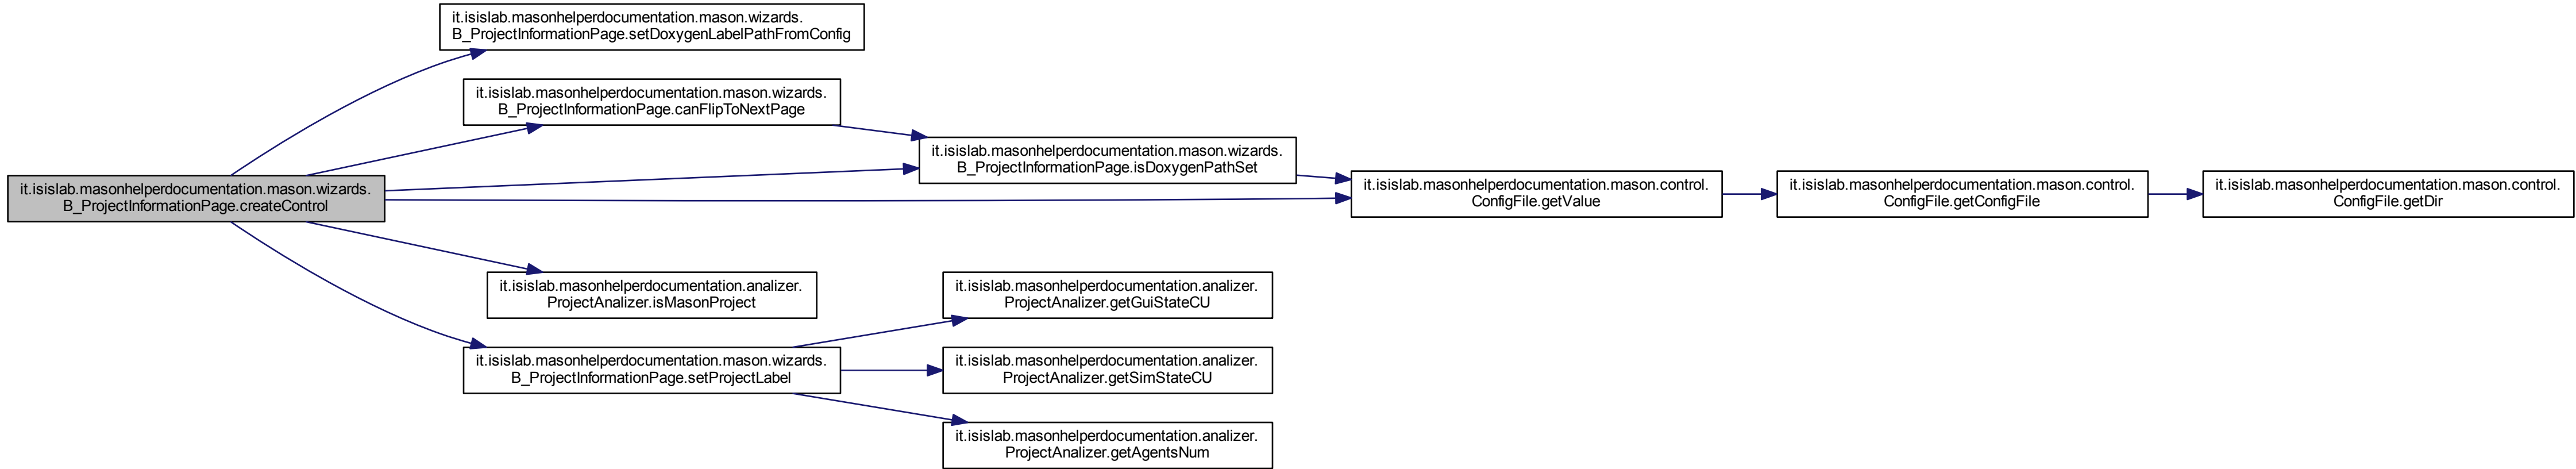 it.isislab.masonhelperdocumentation.mason.wizards.
B_ProjectInformationPage.setDoxygenLabelPathFromConfig
it.isislab.masonhelperdocumentation.mason.wizards.
B_ProjectInformationPage.canFlipToNextPage
it.isislab.masonhelperdocumentation.mason.wizards.
B_ProjectInformationPage.isDoxygenPathSet
it.isislab.masonhelperdocumentation.mason.wizards.
B_ProjectInformationPage.createControl
it.isislab.masonhelperdocumentation.mason.control.
ConfigFile.getValue
it.isislab.masonhelperdocumentation.mason.control.
ConfigFile.getConfigFile
it.isislab.masonhelperdocumentation.mason.control.
ConfigFile.getDir
it.isislab.masonhelperdocumentation.analizer.
ProjectAnalizer.isMasonProject
it.isislab.masonhelperdocumentation.analizer.
ProjectAnalizer.getGuiStateCU
it.isislab.masonhelperdocumentation.mason.wizards.
B_ProjectInformationPage.setProjectLabel
it.isislab.masonhelperdocumentation.analizer.
ProjectAnalizer.getSimStateCU
it.isislab.masonhelperdocumentation.analizer.
ProjectAnalizer.getAgentsNum